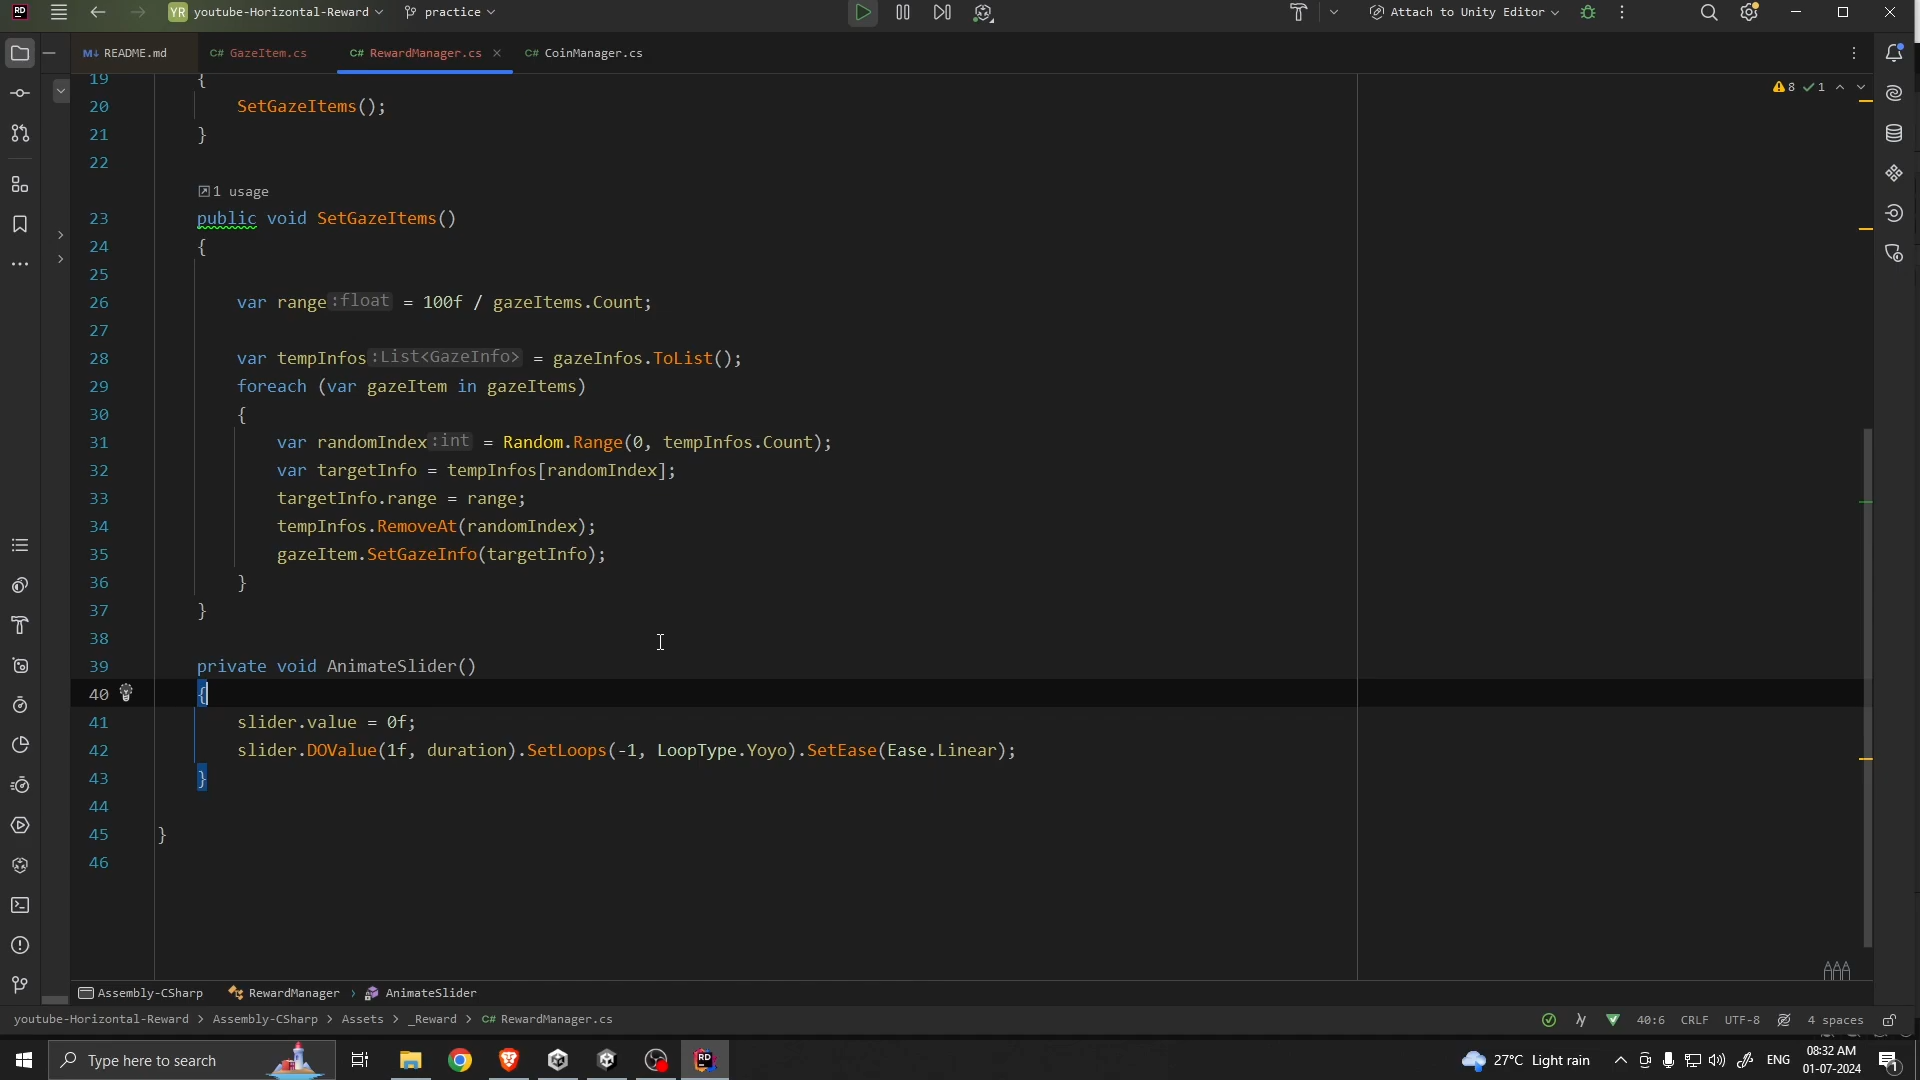 RD YR youtube-Horizontal-Reward practice Attach to Unity Editor
M↓ README.md C# GazeItem.cs C# RewardManager.cs C# CoinManager.cs
19 {
8 1
20 SetGazeItems();
21 }
22
1 usage
23 public void SetGazeItems()
24 {
25
26 var range :float = 100f / gazeItems.Count;
27
28 var tempInfos :List<GazeInfo> = gazeInfos.ToList();
29 foreach (var gazeItem in gazeItems)
30 {
31 var randomIndex :int = Random.Range(0, tempInfos.Count);
32 var targetInfo = tempInfos[randomIndex];
33 targetInfo.range = range;
34 tempInfos.RemoveAt(randomIndex);
35 gazeItem.SetGazeInfo(targetInfo);
36 }
37 }
38
39 private void AnimateSlider()
40 {
41 slider.value = 0f;
42 slider.DOValue(1f, duration).SetLoops(-1, LoopType.Yoyo).SetEase(Ease.Linear);
43 }
44
45 }
46
Assembly-CSharp RewardManager › AnimateSlider
youtube-Horizontal-Reward > Assembly-CSharp > Assets > _Reward > C# RewardManager.cs 40:6 CRLF UTF-8 4 spaces
Type here to search RD 27°C Light rain ENG 08:32 AM
01-07-2024 1